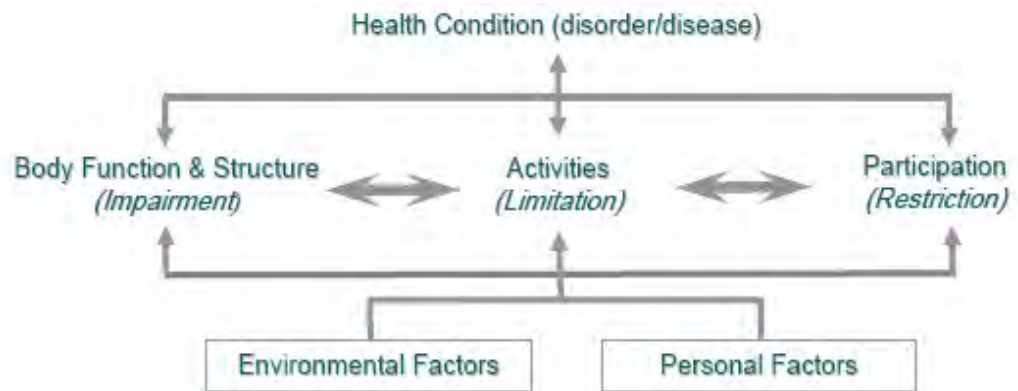 Health Condition (disorder/disease)
Body Function & Structure
(Impairment)
Activities
(Limitation)
Participation
(Restriction)
Environmental Factors
Personal Factors